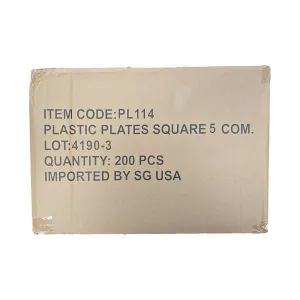 ITEM CODE:PL114
PLASTIC PLATES SQUARE 5 COM.
LOT:4190-3
QUANTITY: 200 PCS
IMPORTED BY SG USA